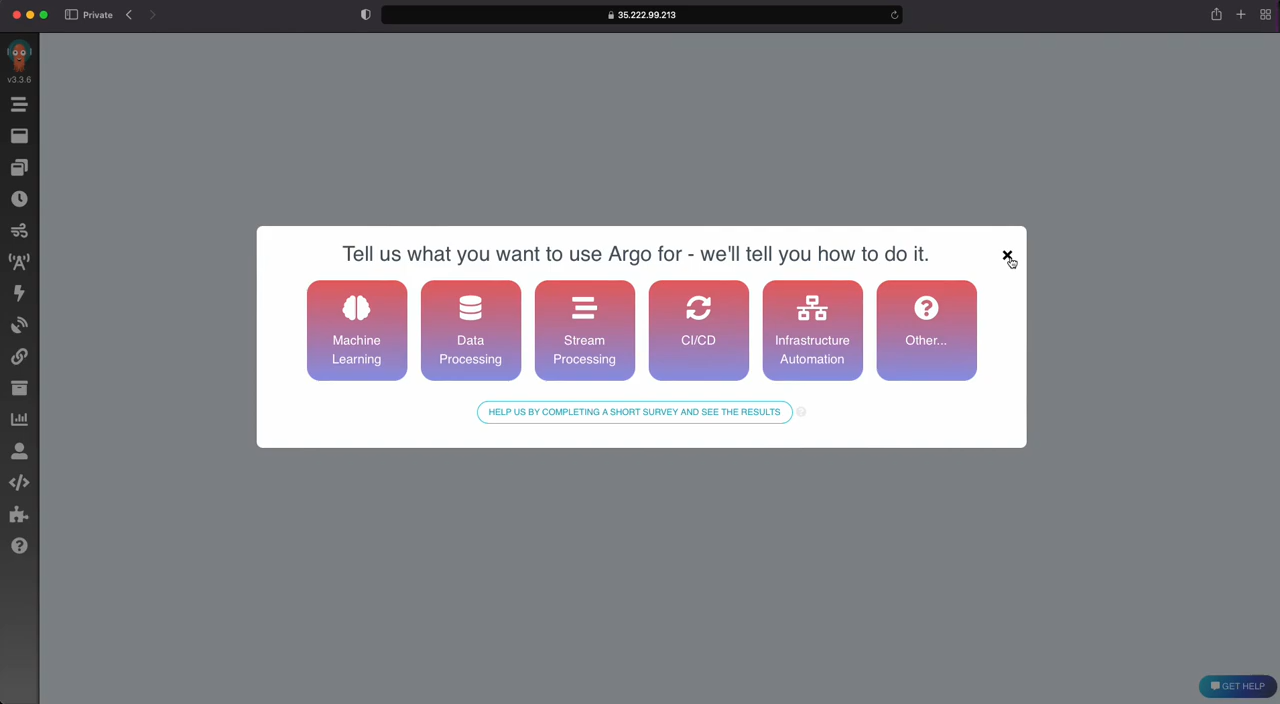 Private
35.222.99.213
v3.3.6
Tell us what you want to use Argo for - we'll tell you how to do it.
Machine
Learning
Data
Processing
Stream
Processing
CI/CD
Infrastructure
Automation
Other...
HELP US BY COMPLETING A SHORT SURVEY AND SEE THE RESULTS
GET HELP